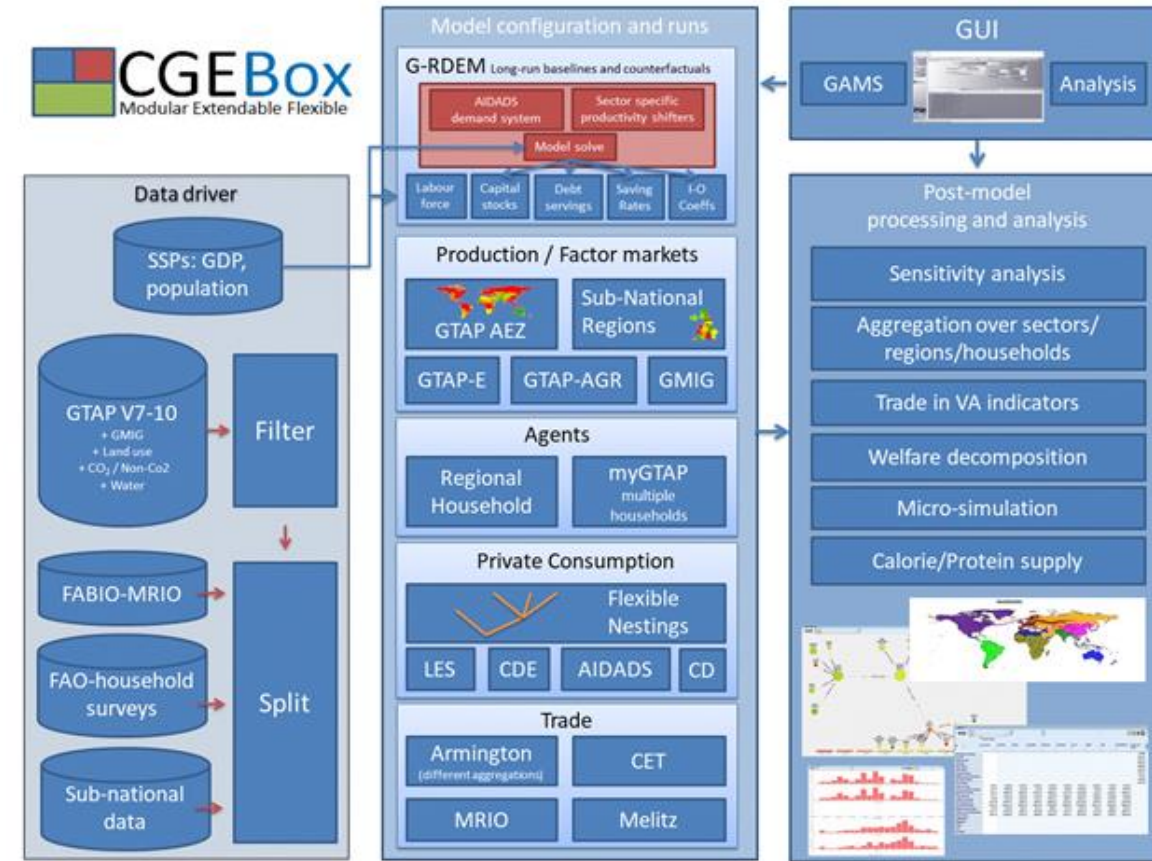 CGEBox
Modular Extendable Flexible
Data driver
SSPs: GDP,
population
GTAP V7-10
+ GMIG
+ Land use
+ CO₂ / Non-Co2
+ Water
Filter
FABIO-MRIO
FAO-household
surveys
Sub-national
data
Split
Model configuration and runs
G-RDEM Long-run baselines and counterfactuals
AIDADS
demand system
Sector specific
productivity shifters
Model solve
Labour
force
Capital
stocks
Debt
servings
Saving
Rates
I-O
Coeffs
Production / Factor markets
GTAP AEZ
Sub-National
Regions
GTAP-E
GTAP-AGR
GMIG
Agents
Regional
Household
myGTAP
multiple
households
Private Consumption
Flexible
Nestings
LES
CDE
AIDADS
CD
Trade
Armington
(different aggregations)
CET
MRIO
Melitz
GUI
GAMS
Analysis
Post-model
processing and analysis
Sensitivity analysis
Aggregation over sectors/
regions/households
Trade in VA indicators
Welfare decomposition
Micro-simulation
Calorie/Protein supply